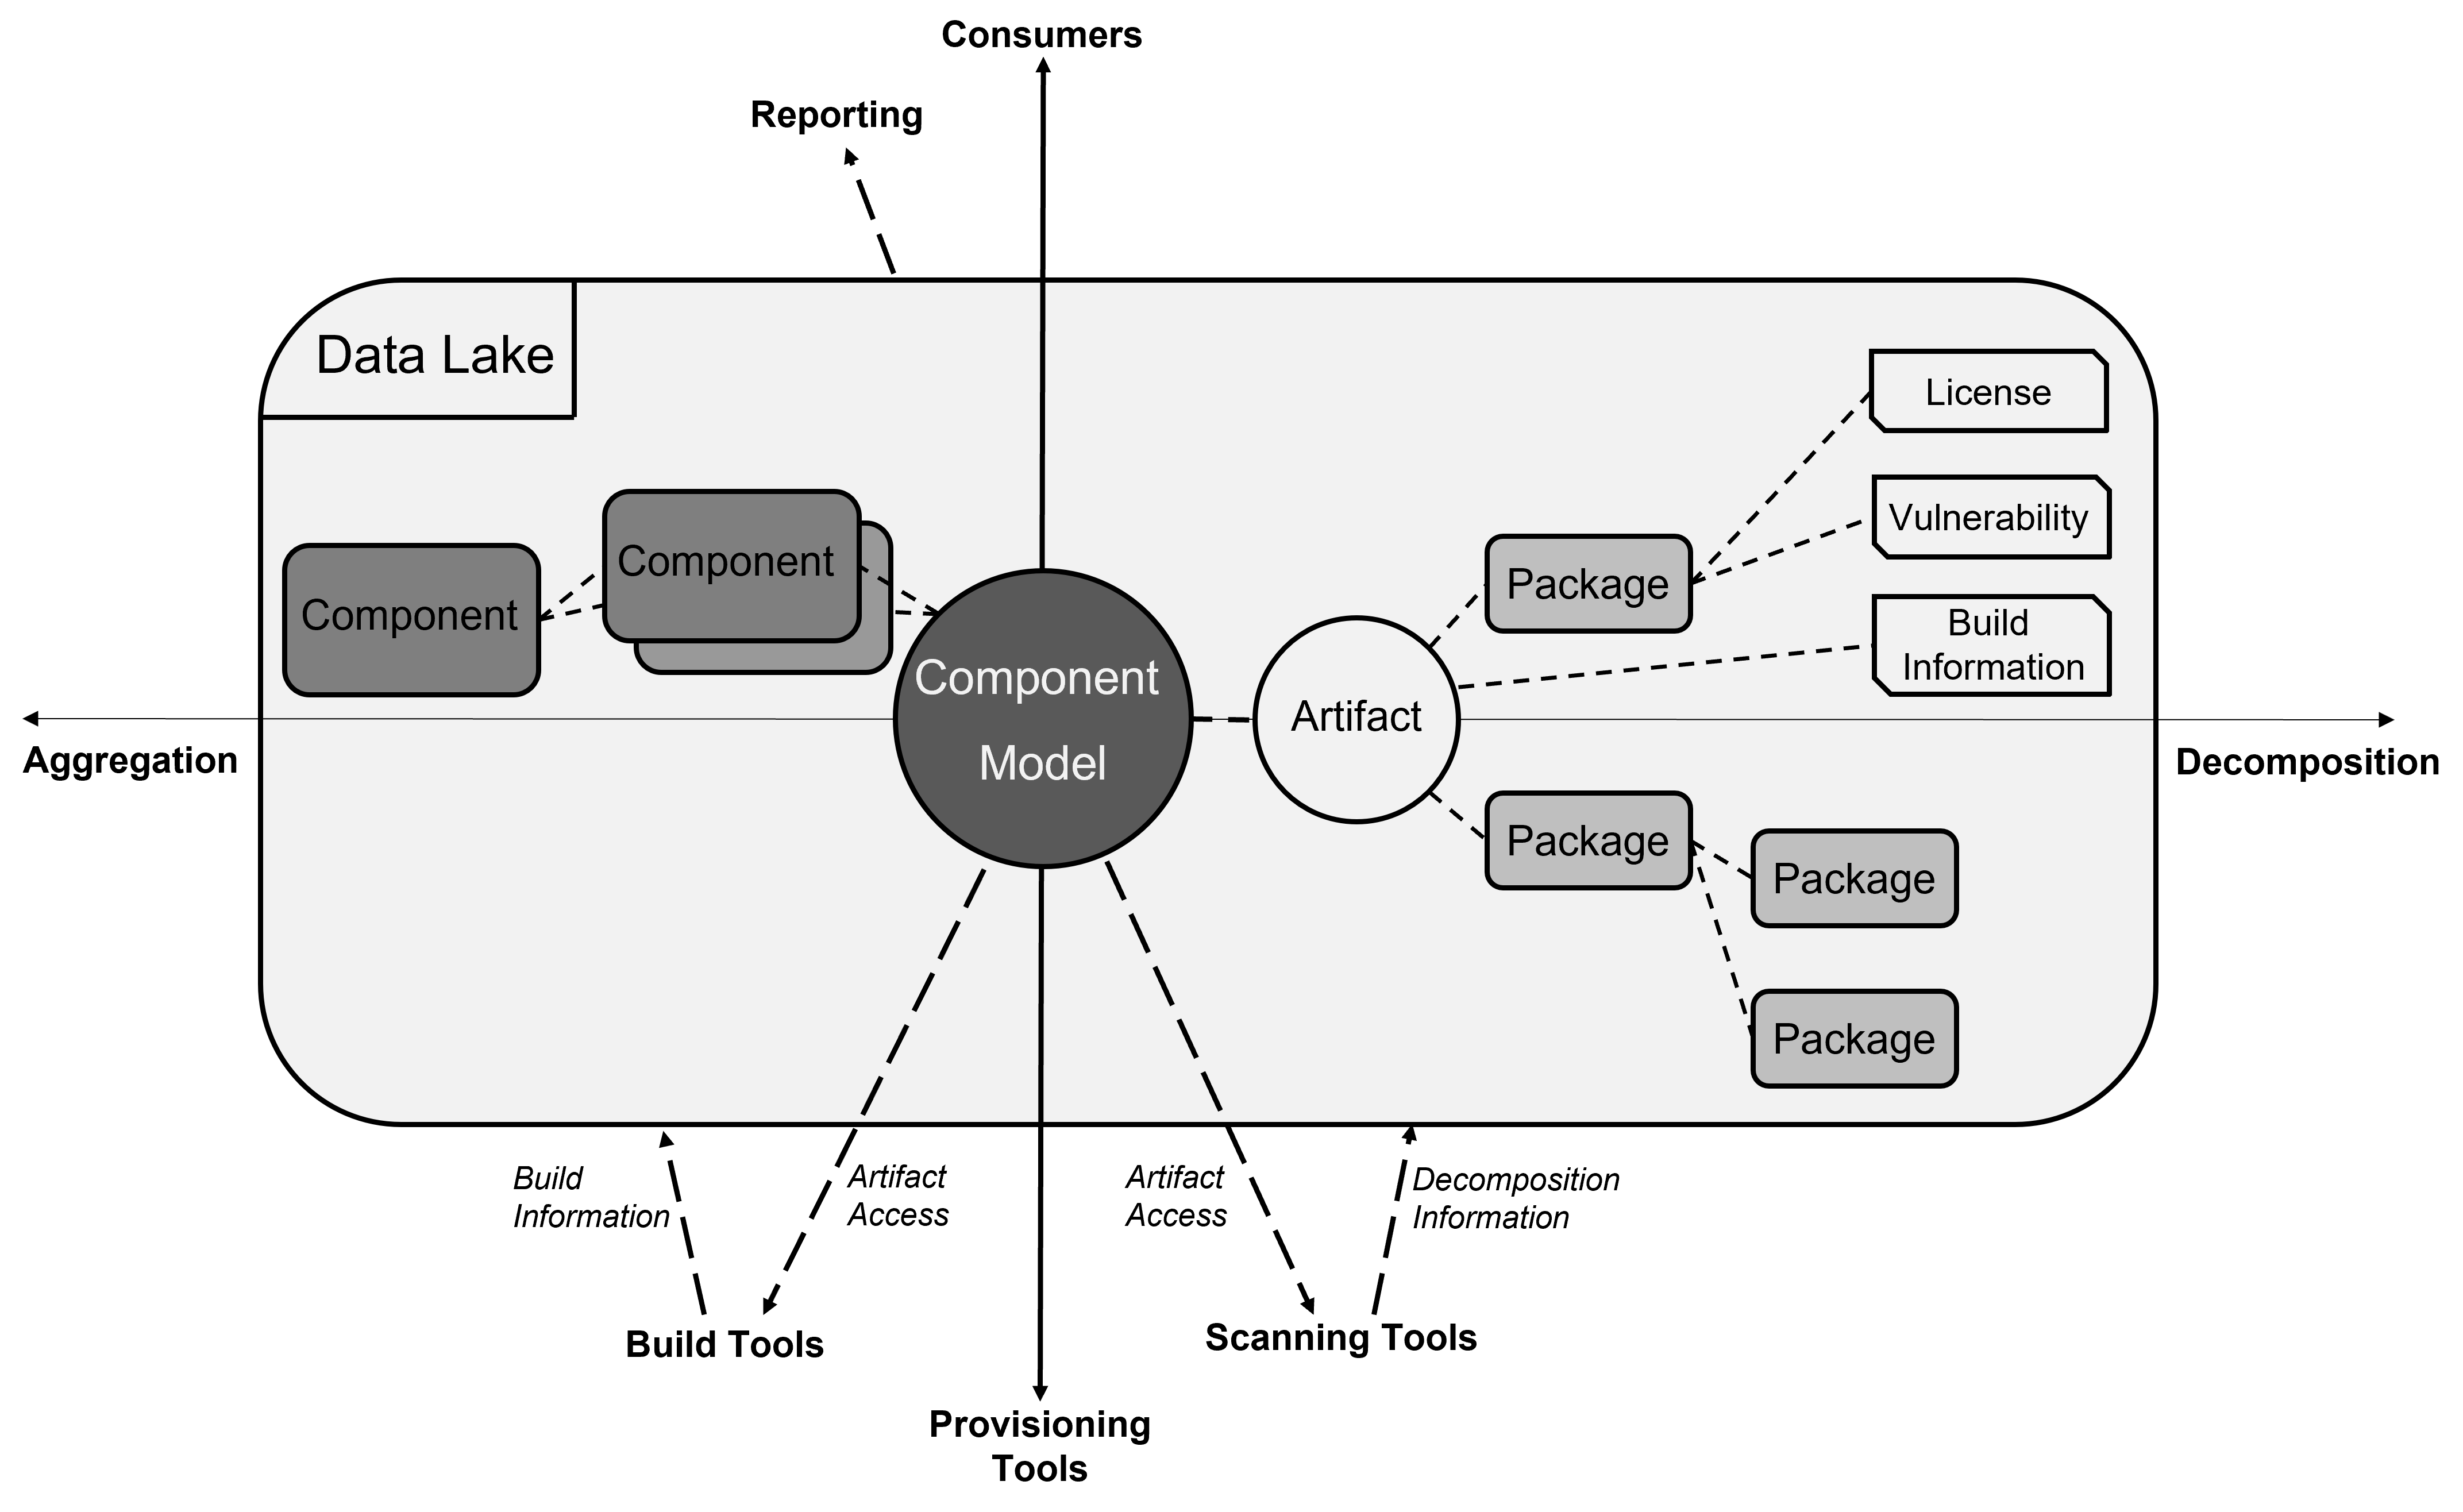 Consumers
Reporting
Data Lake
License
Vulnerability
Component
Package
Component
Build
Information
Component
Model
Artifact
Aggregation
Decomposition
Package
Package
Package
Build
Information
Artifact
Access
Artifact
Access
Decomposition
Information
Build Tools
Scanning Tools
Provisioning
Tools